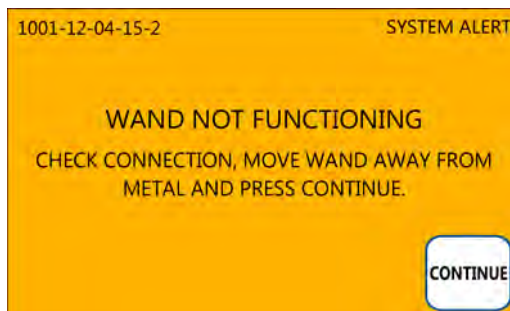 1001-12-04-15-2 SYSTEM ALERT
WAND NOT FUNCTIONING
CHECK CONNECTION, MOVE WAND AWAY FROM
METAL AND PRESS CONTINUE.
CONTINUE